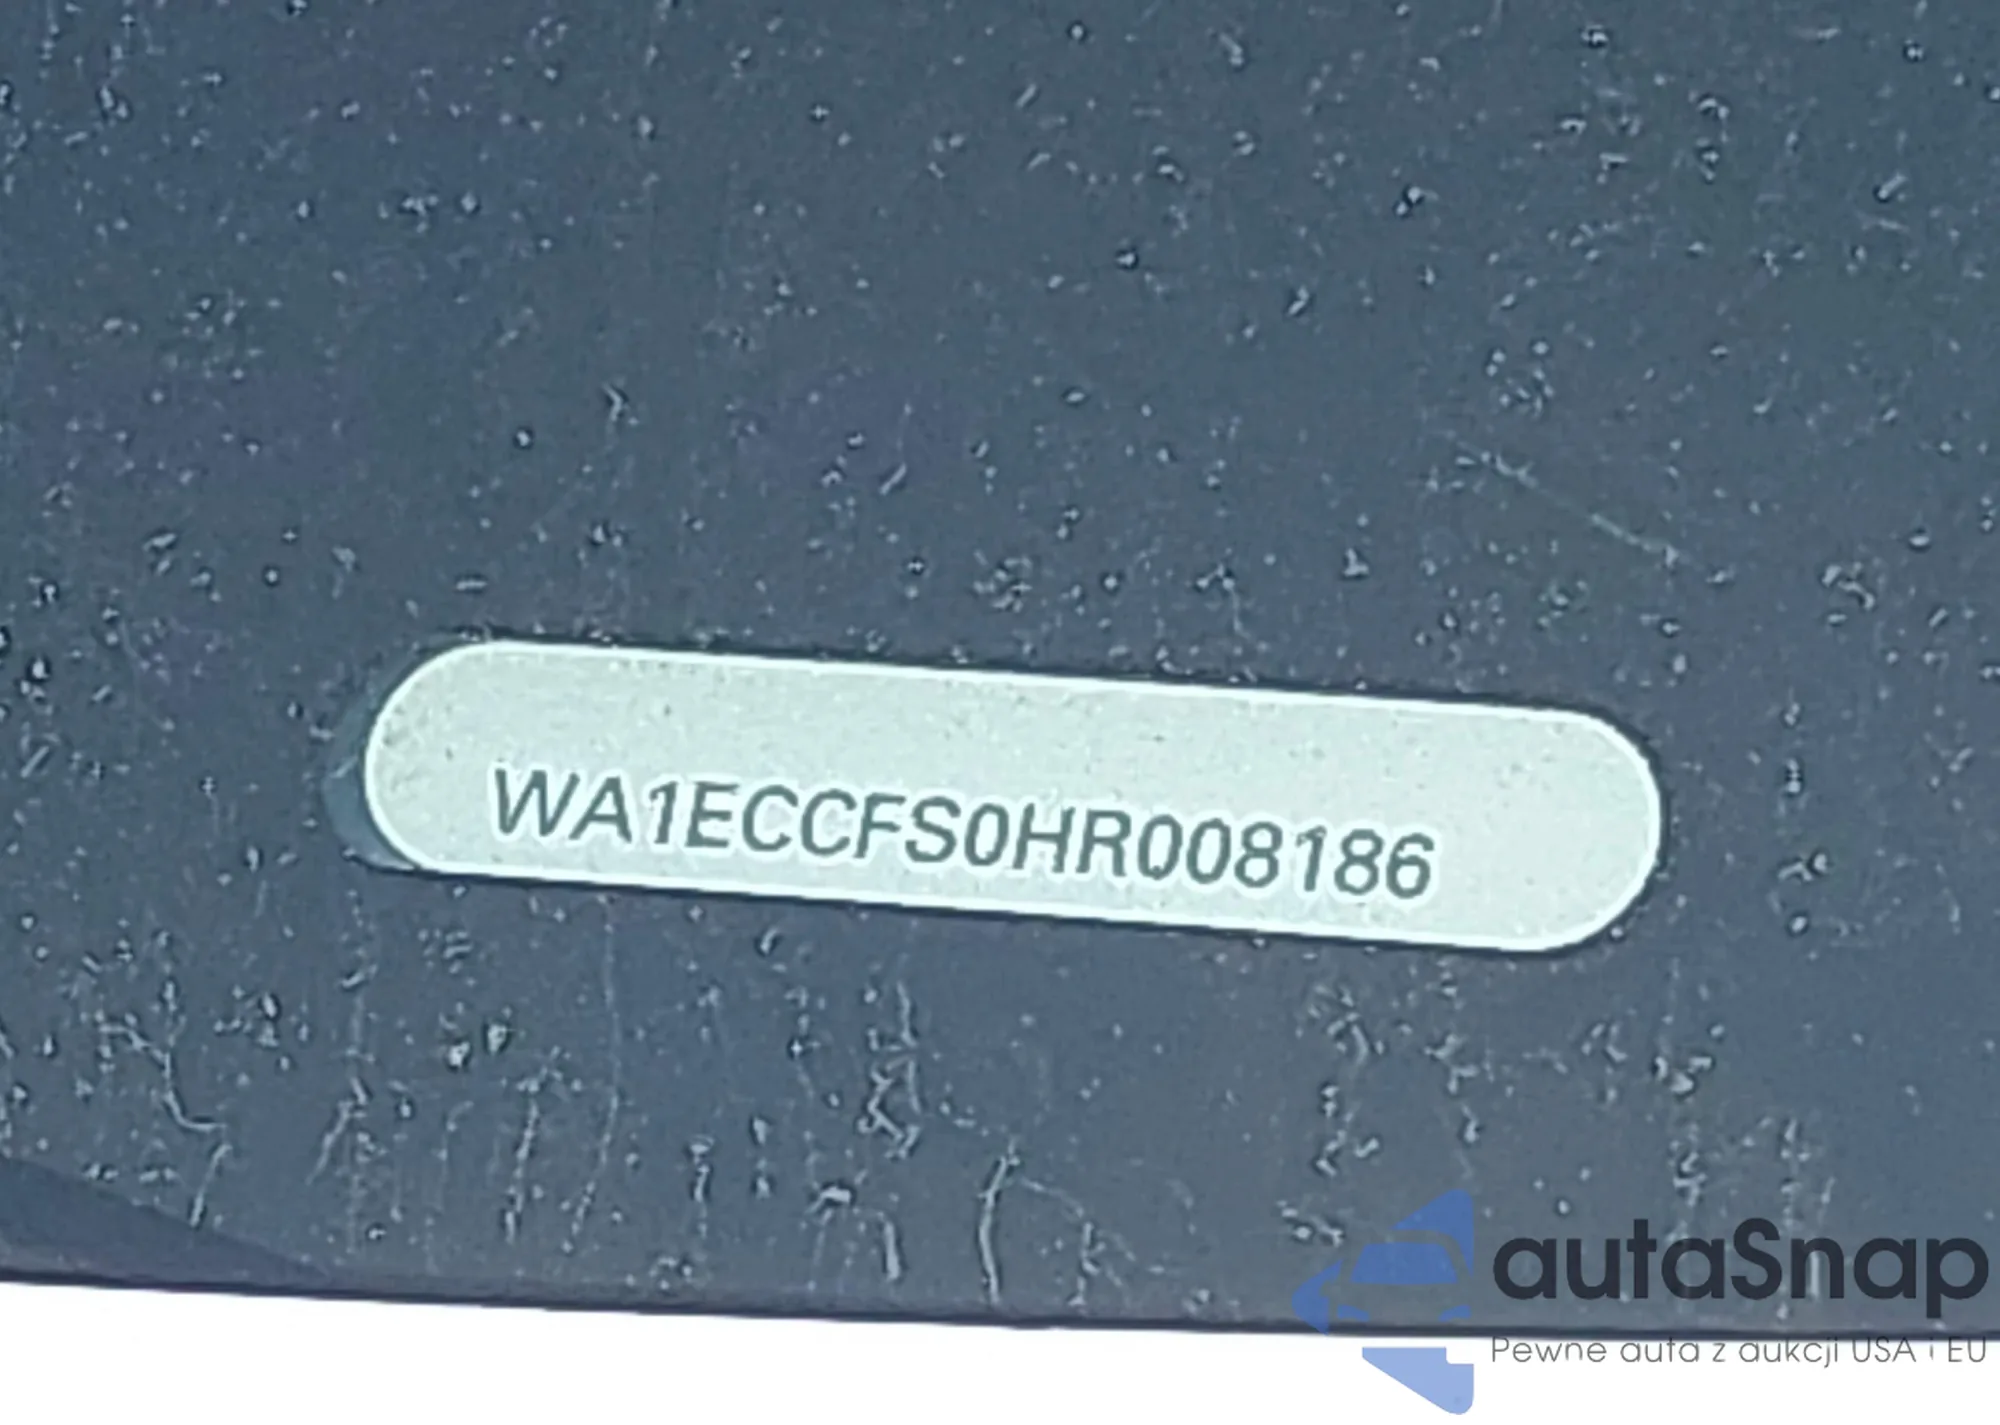 WA1ECCFS0HR008186
autaSnap
Pewne auta z aukcji USA i EU